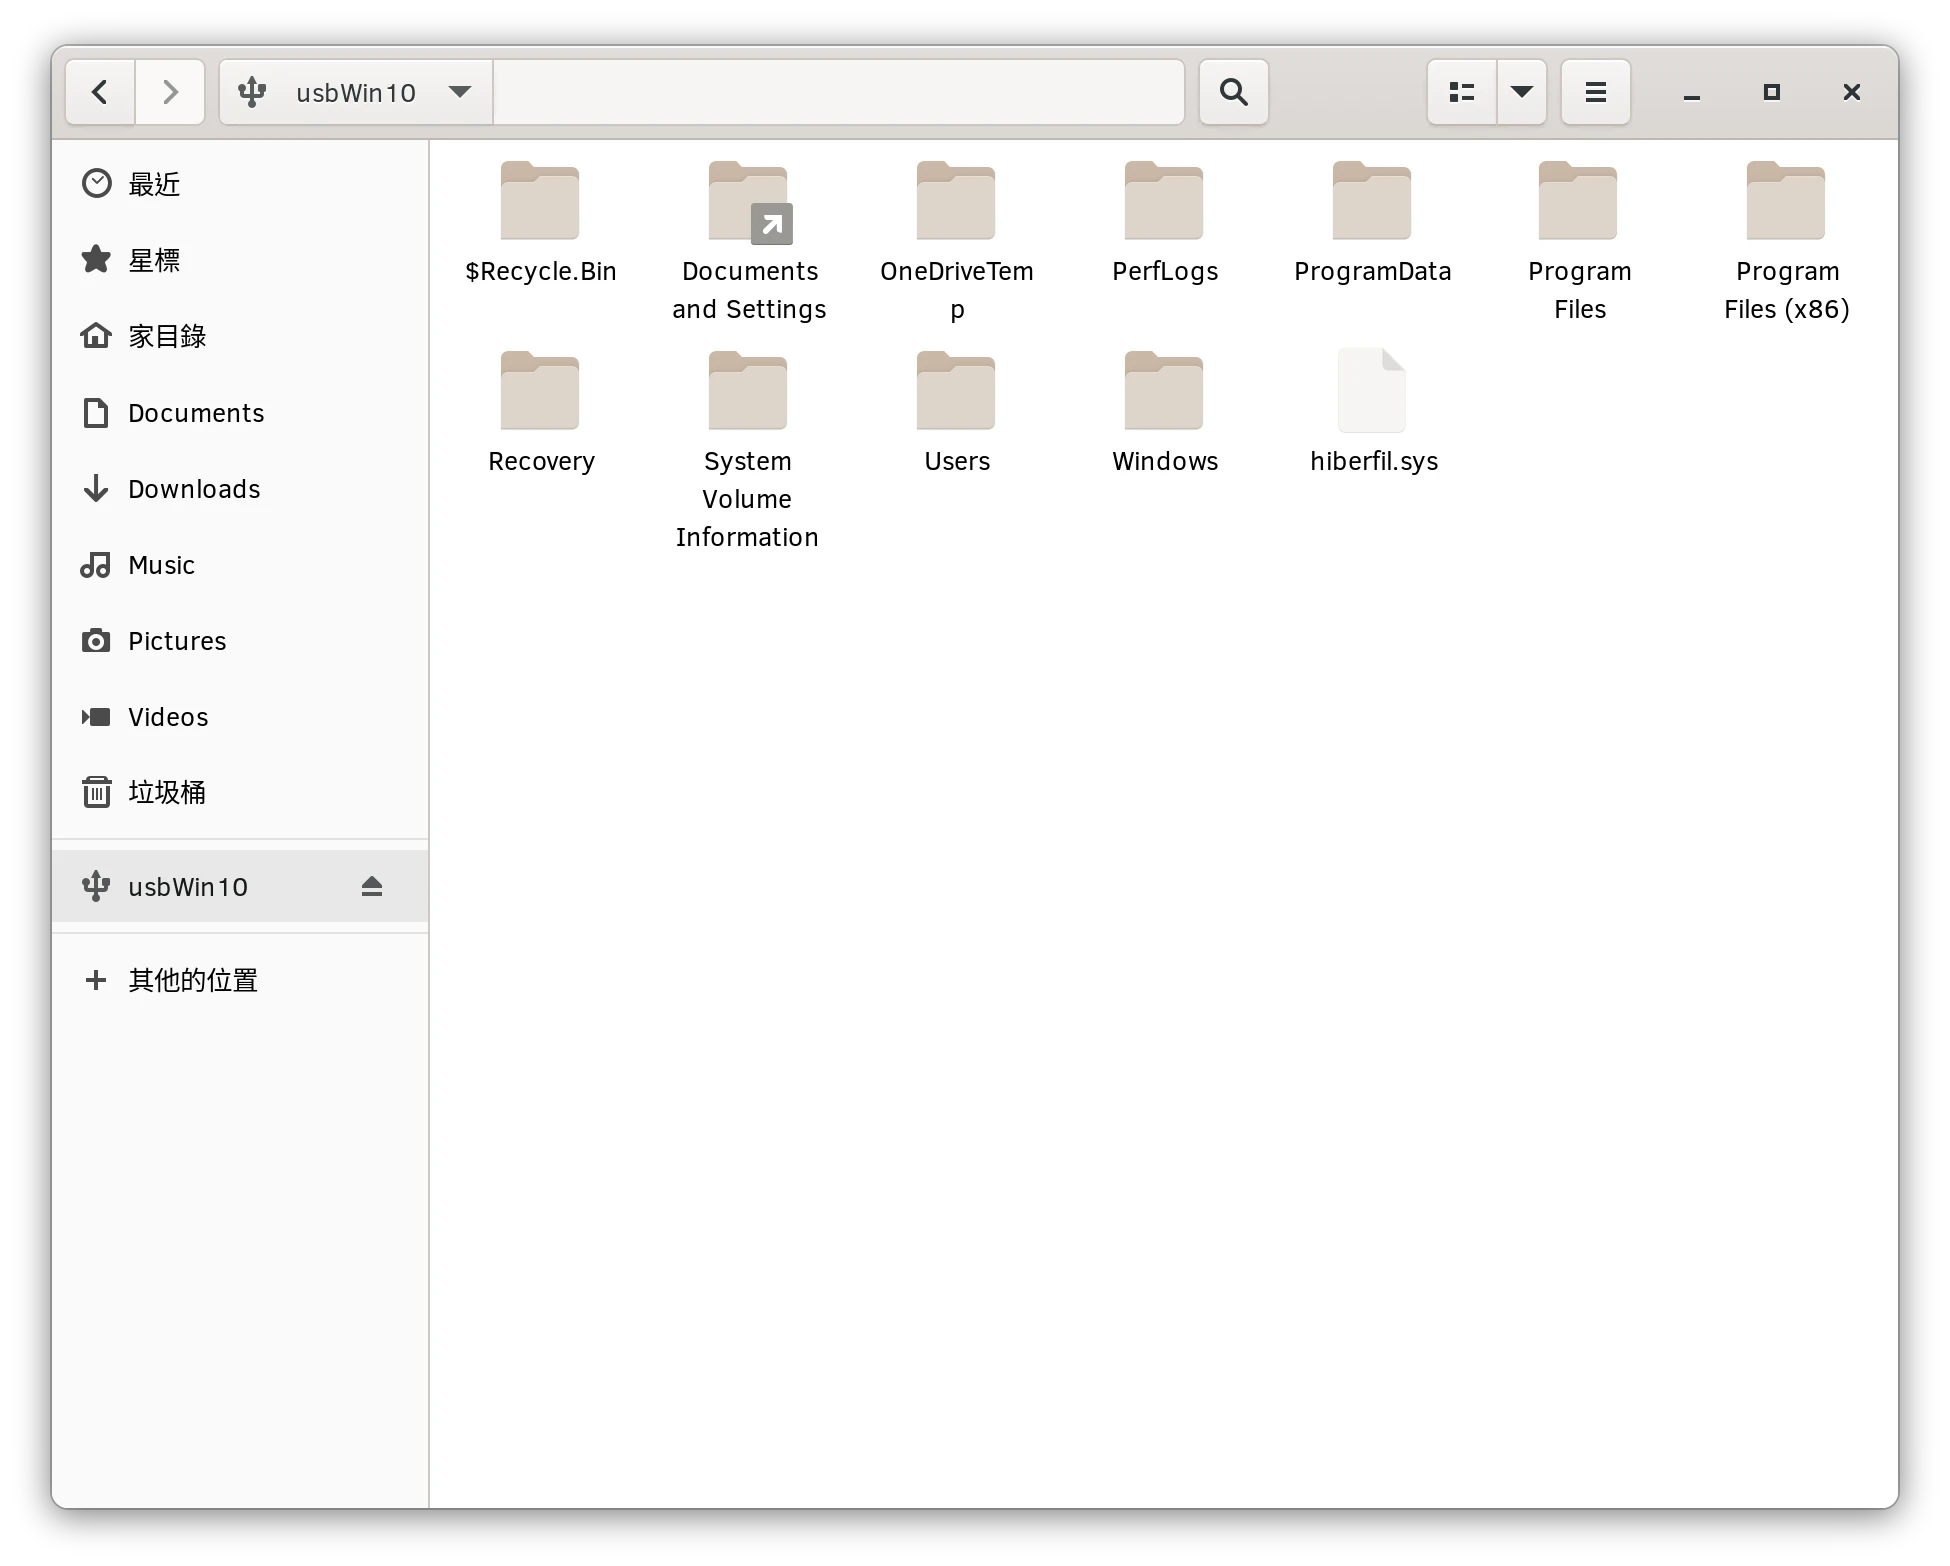 usbWin10
最近
星標
家目錄
Documents
Downloads
Music
Pictures
Videos
垃圾桶
usbWin10
其他的位置
$Recycle.Bin
Documents
and Settings
OneDriveTem
p
PerfLogs
ProgramData
Program
Files
Program
Files (x86)
Recovery
System
Volume
Information
Users
Windows
hiberfil.sys